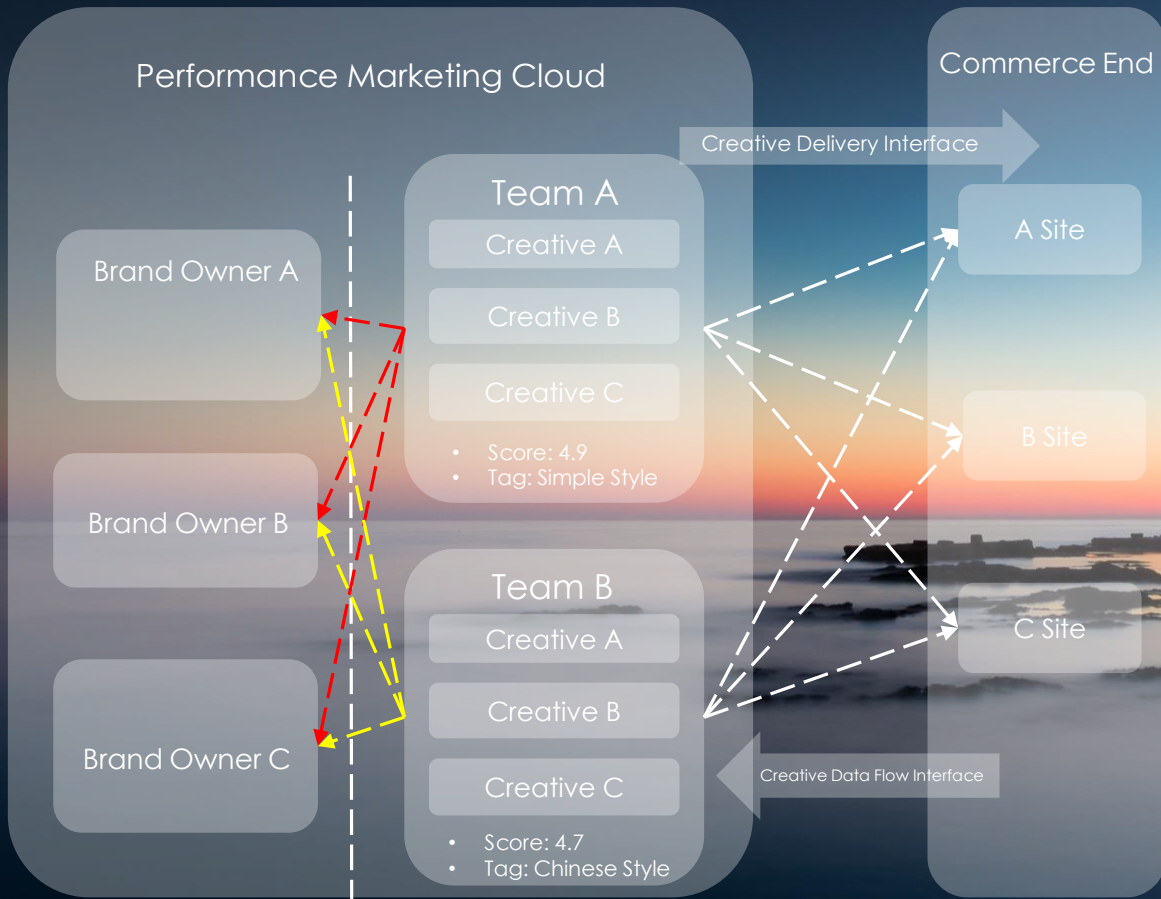 Performance Marketing Cloud
Commerce End
Creative Delivery Interface
Brand Owner A
Brand Owner B
Brand Owner C
Team A
Creative A
Creative B
Creative C
• Score: 4.9
• Tag: Simple Style
Team B
Creative A
Creative B
Creative C
• Score: 4.7
• Tag: Chinese Style
A Site
B Site
C Site
Creative Data Flow Interface